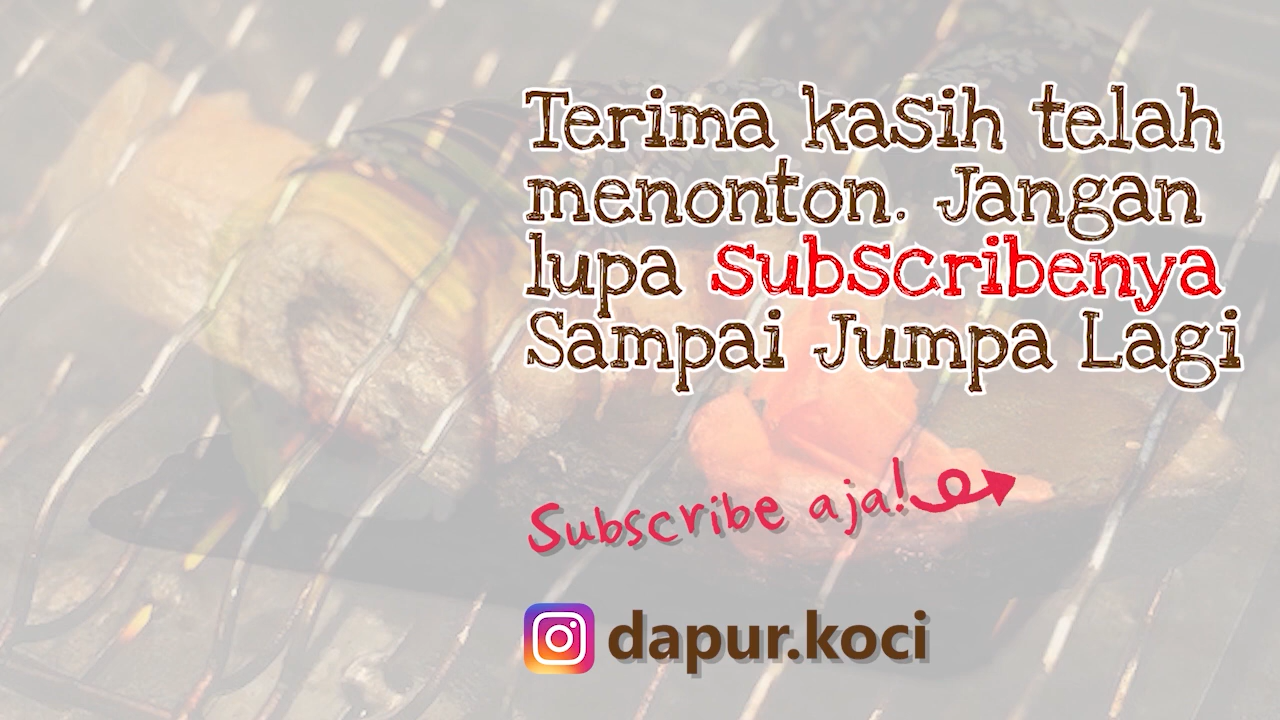 Terima kasih telah
menonton. Jangan
lupa subscribenya
Sampai Jumpa Lagi
Subscribe aja!
dapur.koci